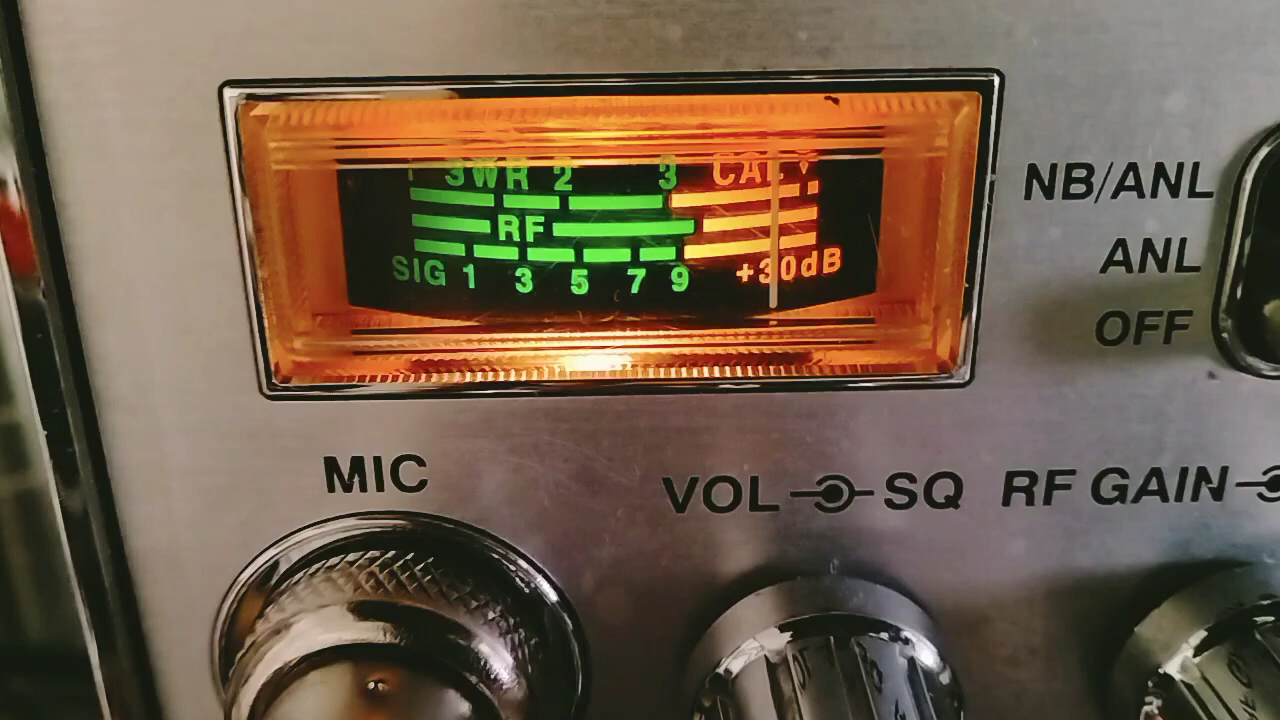 SWR 2 3 CAL
RF
SIG 1 3 5 7 9 +30dB
NB/ANL
ANL
OFF
MIC
VOL SQ RF GAIN